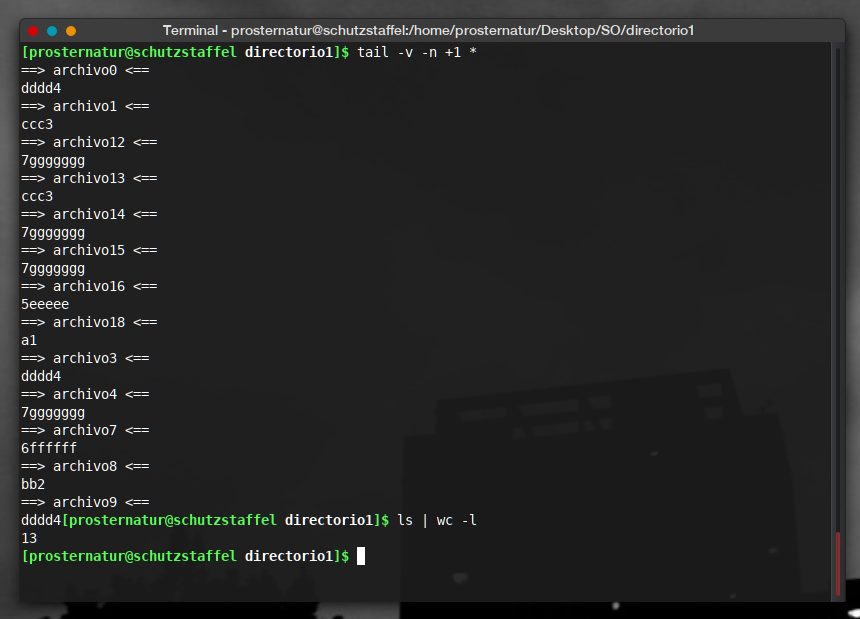 Terminal - prosternatur@schutzstaffel:/home/prosternatur/Desktop/SO/directorio1
[prosternatur@schutzstaffel directorio1]$ tail -v -n +1 *
==> archivo0 <==
dddd4
==> archivo1 <==
ccc3
==> archivo12 <==
7ggggggg
==> archivo13 <==
ccc3
==> archivo14 <==
7ggggggg
==> archivo15 <==
7ggggggg
==> archivo16 <==
5eeeee
==> archivo18 <==
a1
==> archivo3 <==
dddd4
==> archivo4 <==
7ggggggg
==> archivo7 <==
6ffffff
==> archivo8 <==
bb2
==> archivo9 <==
dddd4[prosternatur@schutzstaffel directorio1]$ ls | wc -l
13
[prosternatur@schutzstaffel directorio1]$